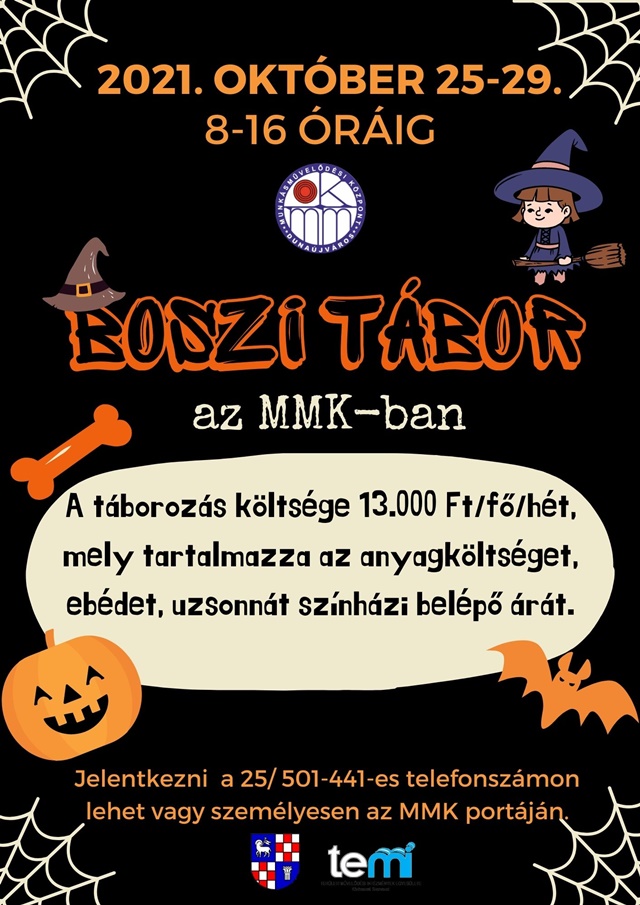 2021. OKTÓBER 25-29.
8-16 ÓRÁIG
MUNKÁSMŰVELŐDÉSI KÖZPONT
DUNAÚJVÁROS
BOSZI TÁBOR
az MMK-ban
A táborozás költsége 13.000 Ft/fő/hét,
mely tartalmazza az anyagköltséget,
ebédet, uzsonnát színházi belépő árát.
Jelentkezni a 25/ 501-441-es telefonszámon
lehet vagy személyesen az MMK portáján.
temi